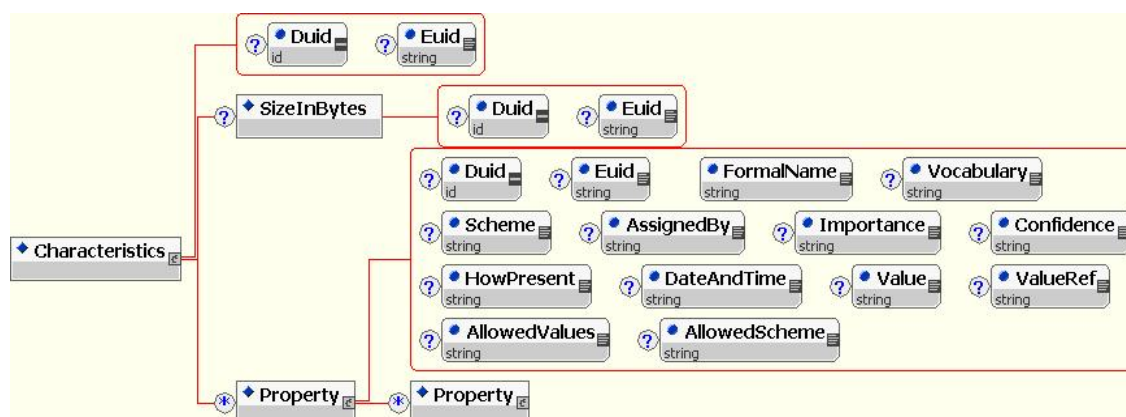 ? Duid ? Euid
id string
? SizeInBytes ? Duid ? Euid
id string
? Duid ? Euid FormalName ? Vocabulary
id string string string
? Scheme ? AssignedBy ? Importance ? Confidence
string string string string
Characteristics
? HowPresent ? DateAndTime ? Value ? ValueRef
string string string string
? AllowedValues ? AllowedScheme
string string
* Property * Property